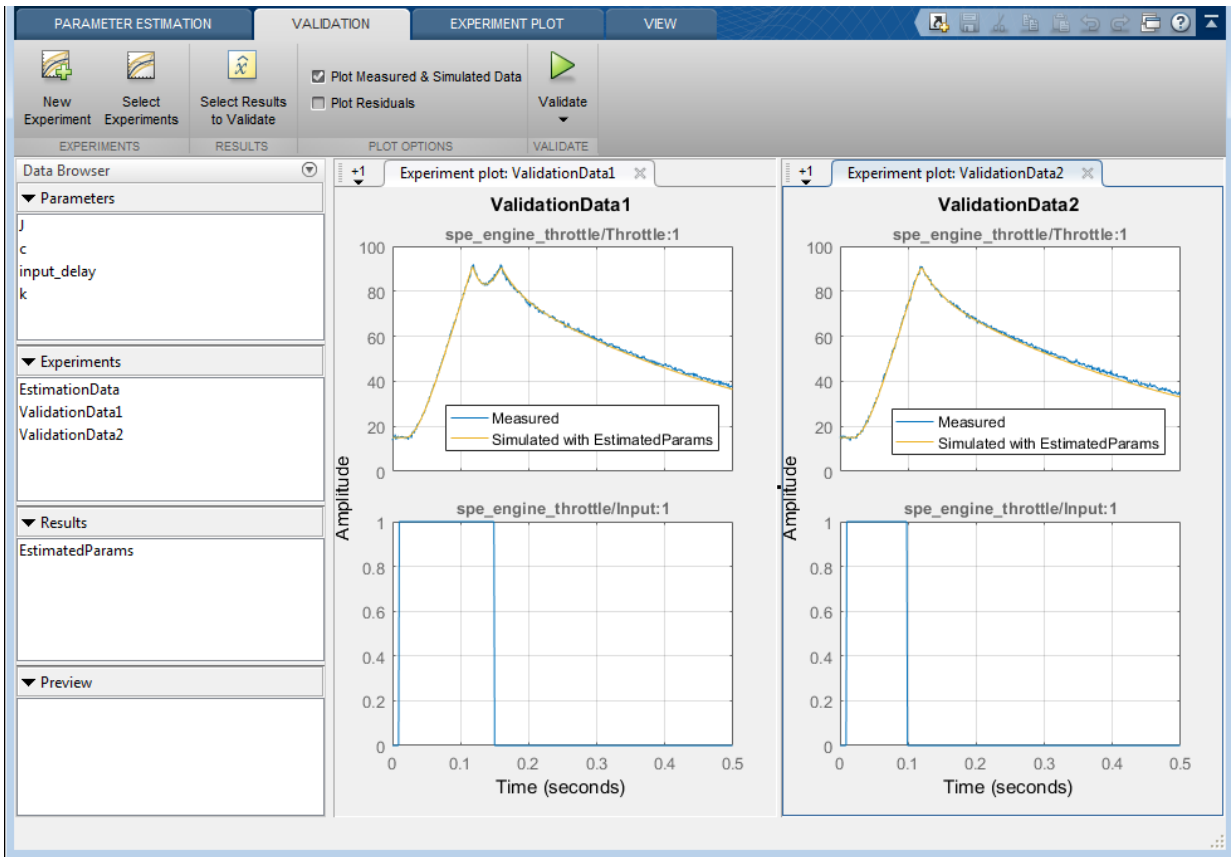 PARAMETER ESTIMATION
VALIDATION
EXPERIMENT PLOT
VIEW
New Experiment
Select Experiments
Select Results to Validate
Plot Measured & Simulated Data
Plot Residuals
Validate
EXPERIMENTS
RESULTS
PLOT OPTIONS
VALIDATE
Data Browser
Parameters
J
c
input_delay
k
Experiments
EstimationData
ValidationData1
ValidationData2
Results
EstimatedParams
Preview
+1
Experiment plot: ValidationData1
ValidationData1
spe_engine_throttle/Throttle:1
100
80
60
40
20
0
Measured
Simulated with EstimatedParams
Amplitude
spe_engine_throttle/Input:1
1
0.8
0.6
0.4
0.2
0
0 0.1 0.2 0.3 0.4 0.5
Time (seconds)
+1
Experiment plot: ValidationData2
ValidationData2
spe_engine_throttle/Throttle:1
100
80
60
40
20
0
Measured
Simulated with EstimatedParams
Amplitude
spe_engine_throttle/Input:1
1
0.8
0.6
0.4
0.2
0
0 0.1 0.2 0.3 0.4 0.5
Time (seconds)